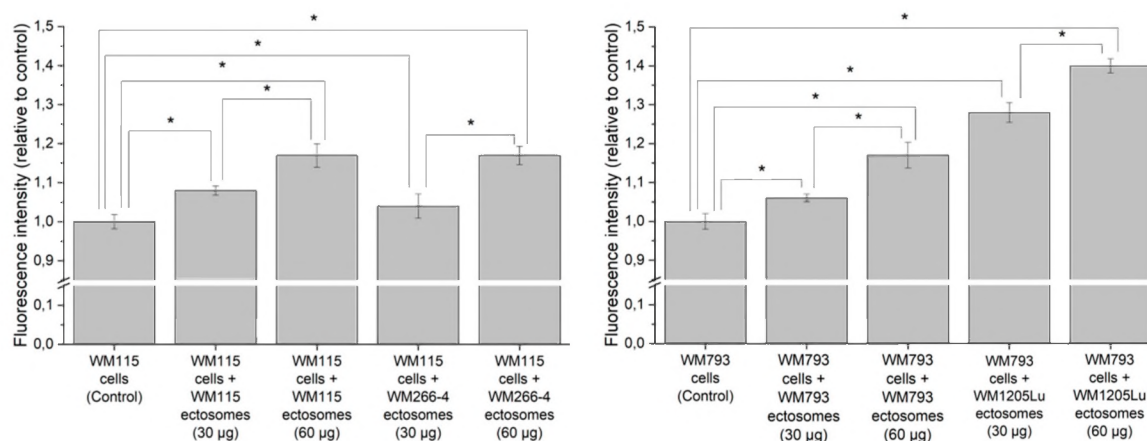 Fluorescence intensity (relative to control)
1,5
1,4
1,3
1,2
1,1
1,0
0,9
0,1
0,0
*
*
*
*
*
*
WM115
cells
(Control)
WM115
cells +
WM115
ectosomes
(30 µg)
WM115
cells +
WM115
ectosomes
(60 µg)
WM115
cells +
WM266-4
ectosomes
(30 µg)
WM115
cells +
WM266-4
ectosomes
(60 µg)
Fluorescence intensity (relative to control)
1,5
1,4
1,3
1,2
1,1
1,0
0,9
0,1
0,0
*
*
*
*
*
*
WM793
cells
(Control)
WM793
cells +
WM793
ectosomes
(30 µg)
WM793
cells +
WM793
ectosomes
(60 µg)
WM793
cells +
WM1205Lu
ectosomes
(30 µg)
WM793
cells +
WM1205Lu
ectosomes
(60 µg)